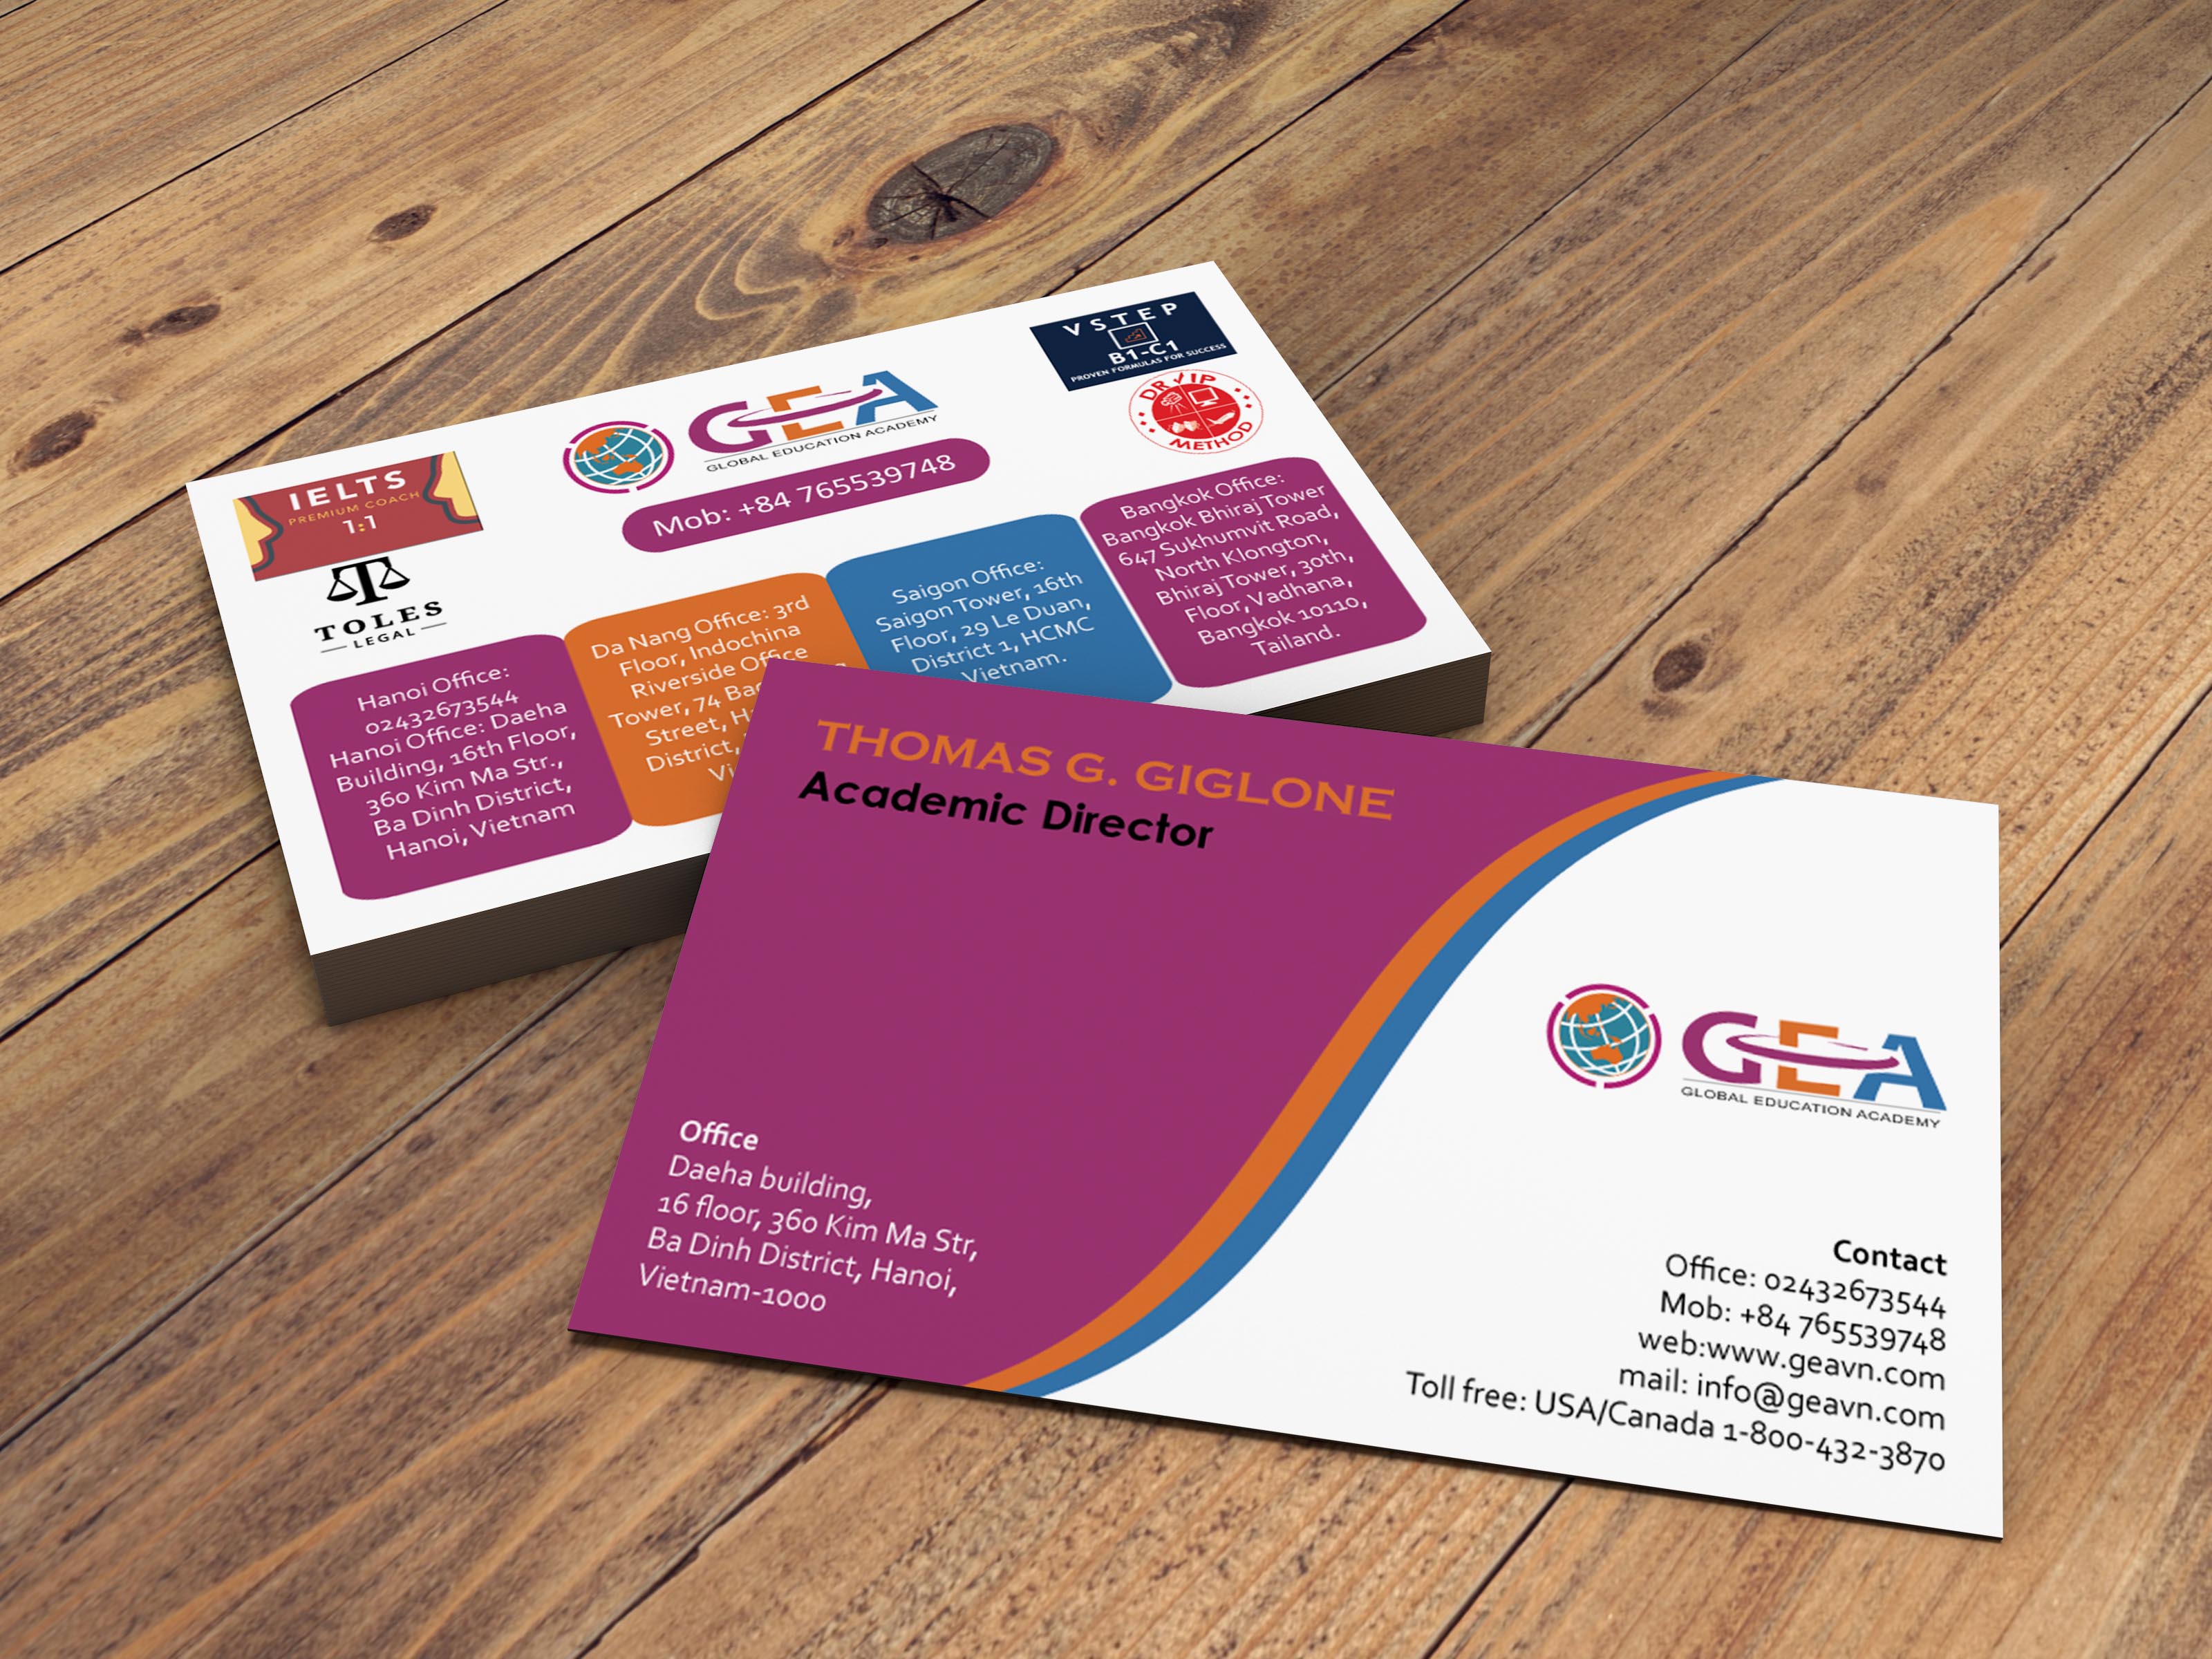 IELTS
PREMIUM COACH
1:1
TOLES
LEGAL
GEA
GLOBAL EDUCATION ACADEMY
Mob: +84 765539748
VSTEP
B1-C1
PROVEN FORMULAS FOR SUCCESS
DR VIP
METHOD
Hanoi Office:
02432673544
Hanoi Office: Daeha
Building, 16th Floor,
360 Kim Ma Str.,
Ba Dinh District,
Hanoi, Vietnam
Da Nang Office: 3rd
Floor, Indochina
Riverside Office
Tower, 74
Street,
District,
Saigon Office:
Saigon Tower, 16th
Floor, 29 Le Duan,
District 1, HCMC
Vietnam.
Bangkok Office:
Bangkok Bhiraj Tower
647 Sukhumvit Road,
North Klongton,
Bhiraj Tower, 30th,
Floor, Vadhana,
Bangkok 10110,
Tailand.
THOMAS G. GIGLONE
Academic Director
Office
Daeha building,
16 floor, 360 Kim Ma Str,
Ba Dinh District, Hanoi,
Vietnam-1000
GEA
GLOBAL EDUCATION ACADEMY
Contact
Office: 02432673544
Mob: +84 765539748
web:www.geavn.com
mail: info@geavn.com
Toll free: USA/Canada 1-800-432-3870